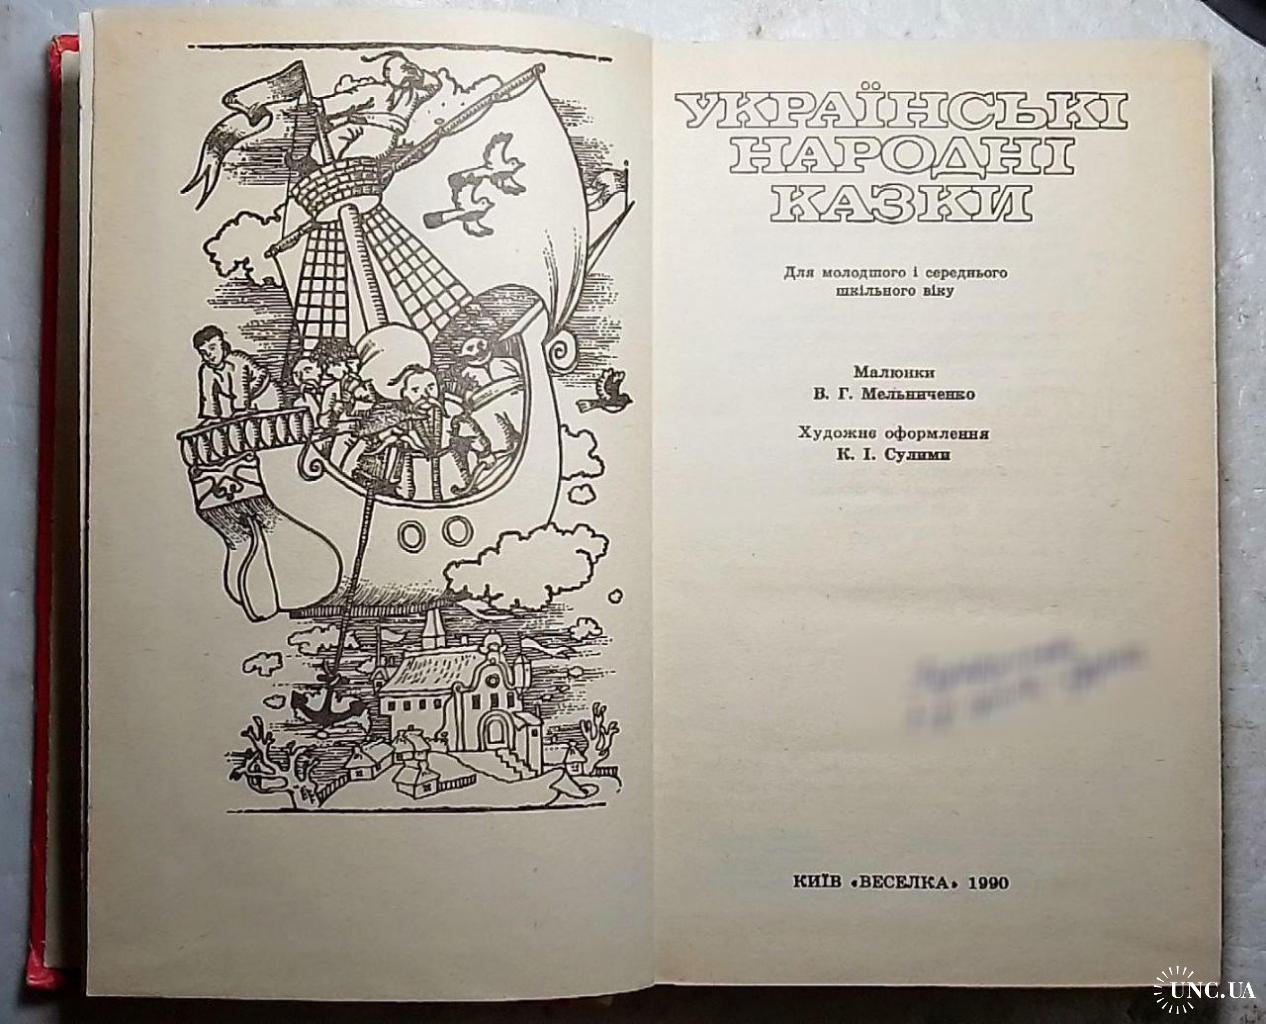 УКРАЇНСЬКІ
НАРОДНІ
КАЗКИ
Для молодшого і середнього
шкільного віку
Малюнки
В. Г. Мельниченко
Художнє оформлення
К. І. Сулими
КИЇВ «ВЕСЕЛКА» 1990
UNC.UA